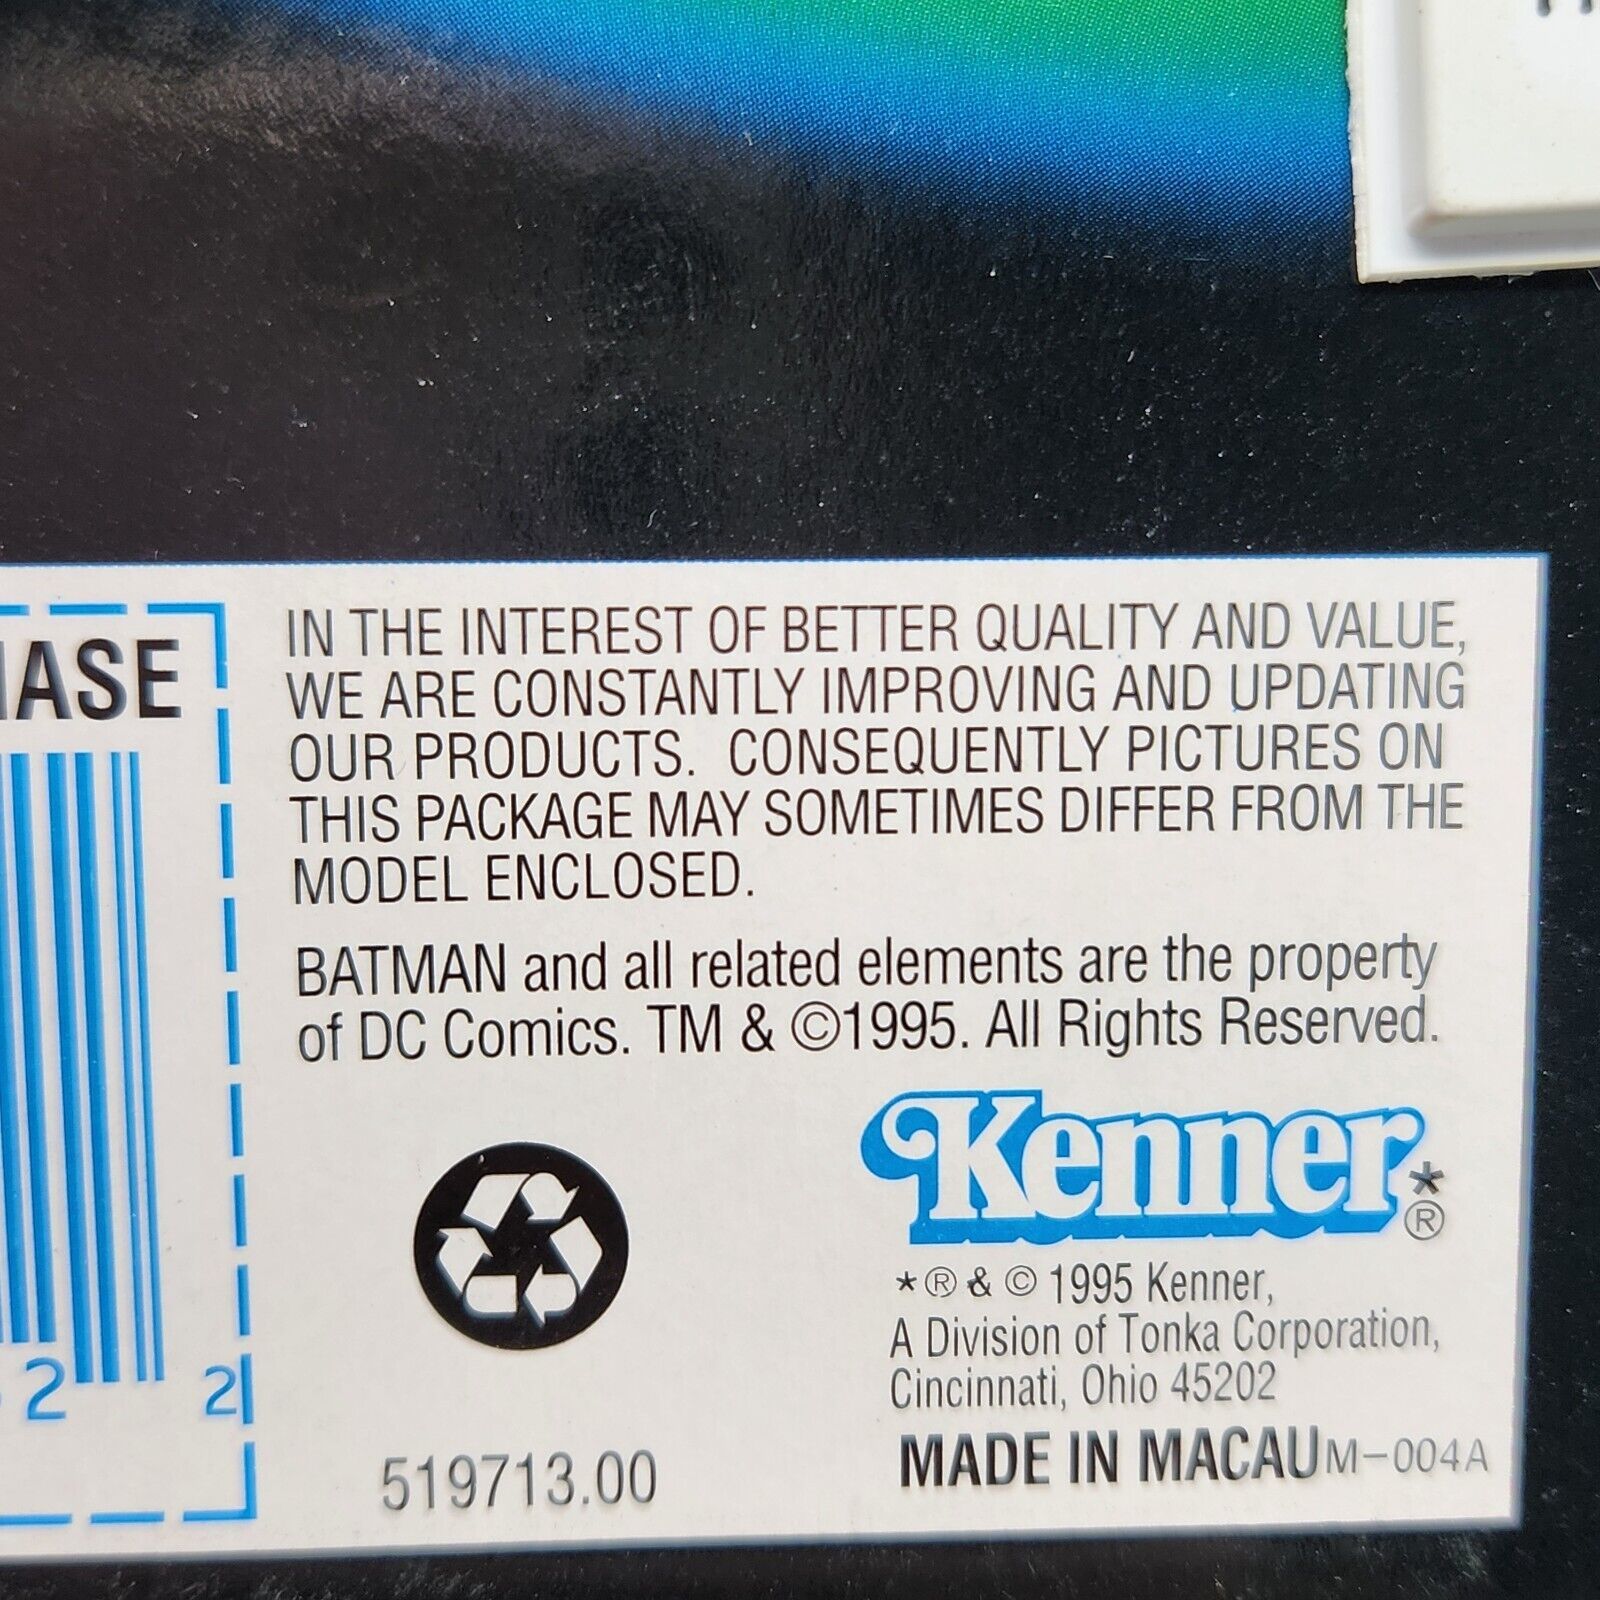 IN THE INTEREST OF BETTER QUALITY AND VALUE,
WE ARE CONSTANTLY IMPROVING AND UPDATING
OUR PRODUCTS. CONSEQUENTLY PICTURES ON
THIS PACKAGE MAY SOMETIMES DIFFER FROM THE
MODEL ENCLOSED.
BATMAN and all related elements are the property
of DC Comics. TM & ©1995. All Rights Reserved.
Kenner*®
*® & © 1995 Kenner,
A Division of Tonka Corporation,
Cincinnati, Ohio 45202
MADE IN MACAU M-004A
519713.00
2 2